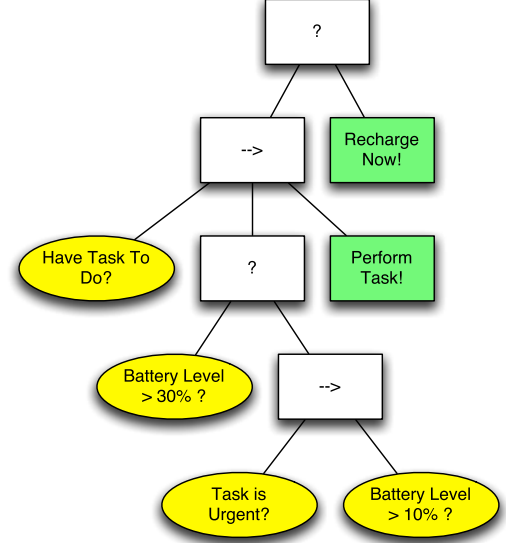 ?
-->
Recharge
Now!
Have Task To
Do?
?
Perform
Task!
Battery Level
> 30% ?
-->
Task is
Urgent?
Battery Level
> 10% ?